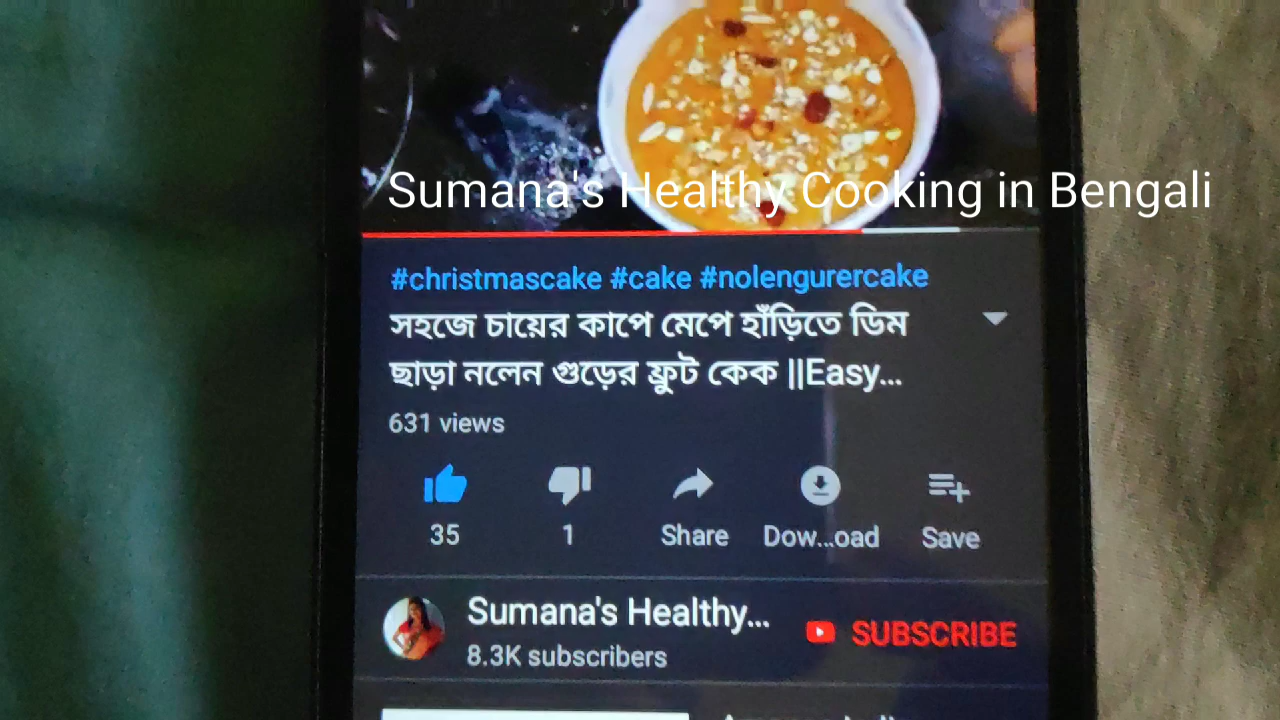 Sumana's Healthy Cooking in Bengali
#christmascake #cake #nolengurercake
সহজে চায়ের কাপে মেপে হাঁড়িতে ডিম
ছাড়া নলেন গুড়ের ফ্রুট কেক ||Easy...
631 views
35
1
Share
Dow...oad
Save
Sumana's Healthy...
SUBSCRIBE
8.3K subscribers